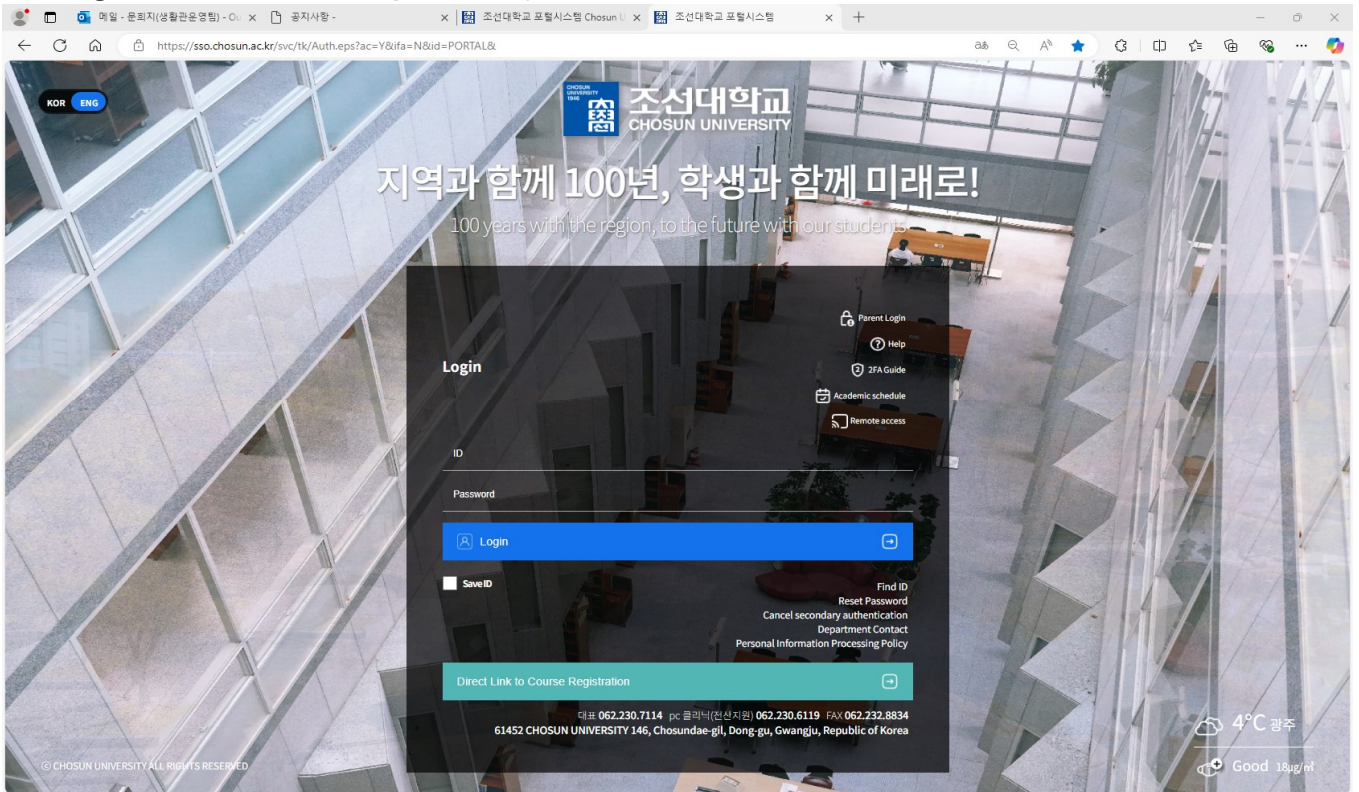 메일 - 문희지(생활관운영팀) - Ou
공지사항 -
조선대학교 포털시스템 Chosun U
조선대학교 포털시스템
https://sso.chosun.ac.kr/svc/tk/Auth.eps?ac=Y&ifa=N&id=PORTAL&
KOR ENG
CHOSUN UNIVERSITY 1946
조선대학교
CHOSUN UNIVERSITY
지역과 함께 100년, 학생과 함께 미래로!
100 years with the region, to the future with our students
Parent Login
Help
2FA Guide
Academic schedule
Remote access
Login
ID
Password
Login
Save ID
Find ID
Reset Password
Cancel secondary authentication
Department Contact
Personal Information Processing Policy
Direct Link to Course Registration
대표 062.230.7114 pc클리닉(전산지원) 062.230.6119 FAX 062.232.8834
61452 CHOSUN UNIVERSITY 146, Chosundae-gil, Dong-gu, Gwangju, Republic of Korea
4°C 광주
Good 18μg/㎥
© CHOSUN UNIVERSITY ALL RIGHTS RESERVED